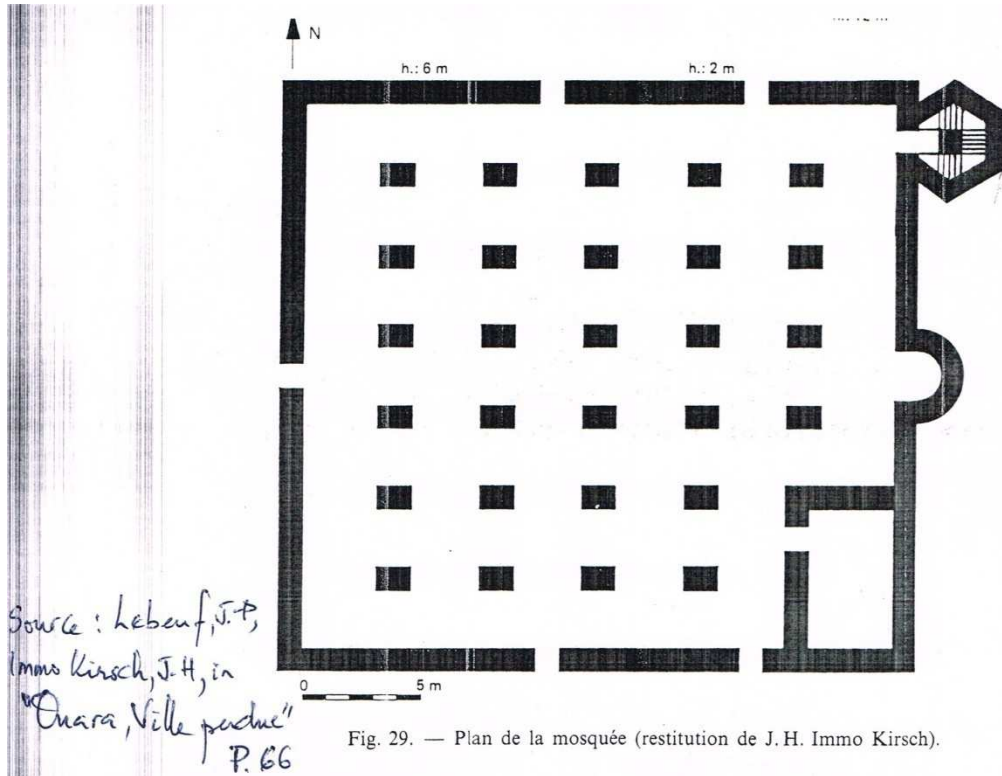 N
h.: 6 m
h.: 2 m
Source : Lebeuf, J-P,
Immo Kirsch, J-H, in
"Ouara, Ville perdue"
P. 66
0 5 m
Fig. 29. — Plan de la mosquée (restitution de J. H. Immo Kirsch).